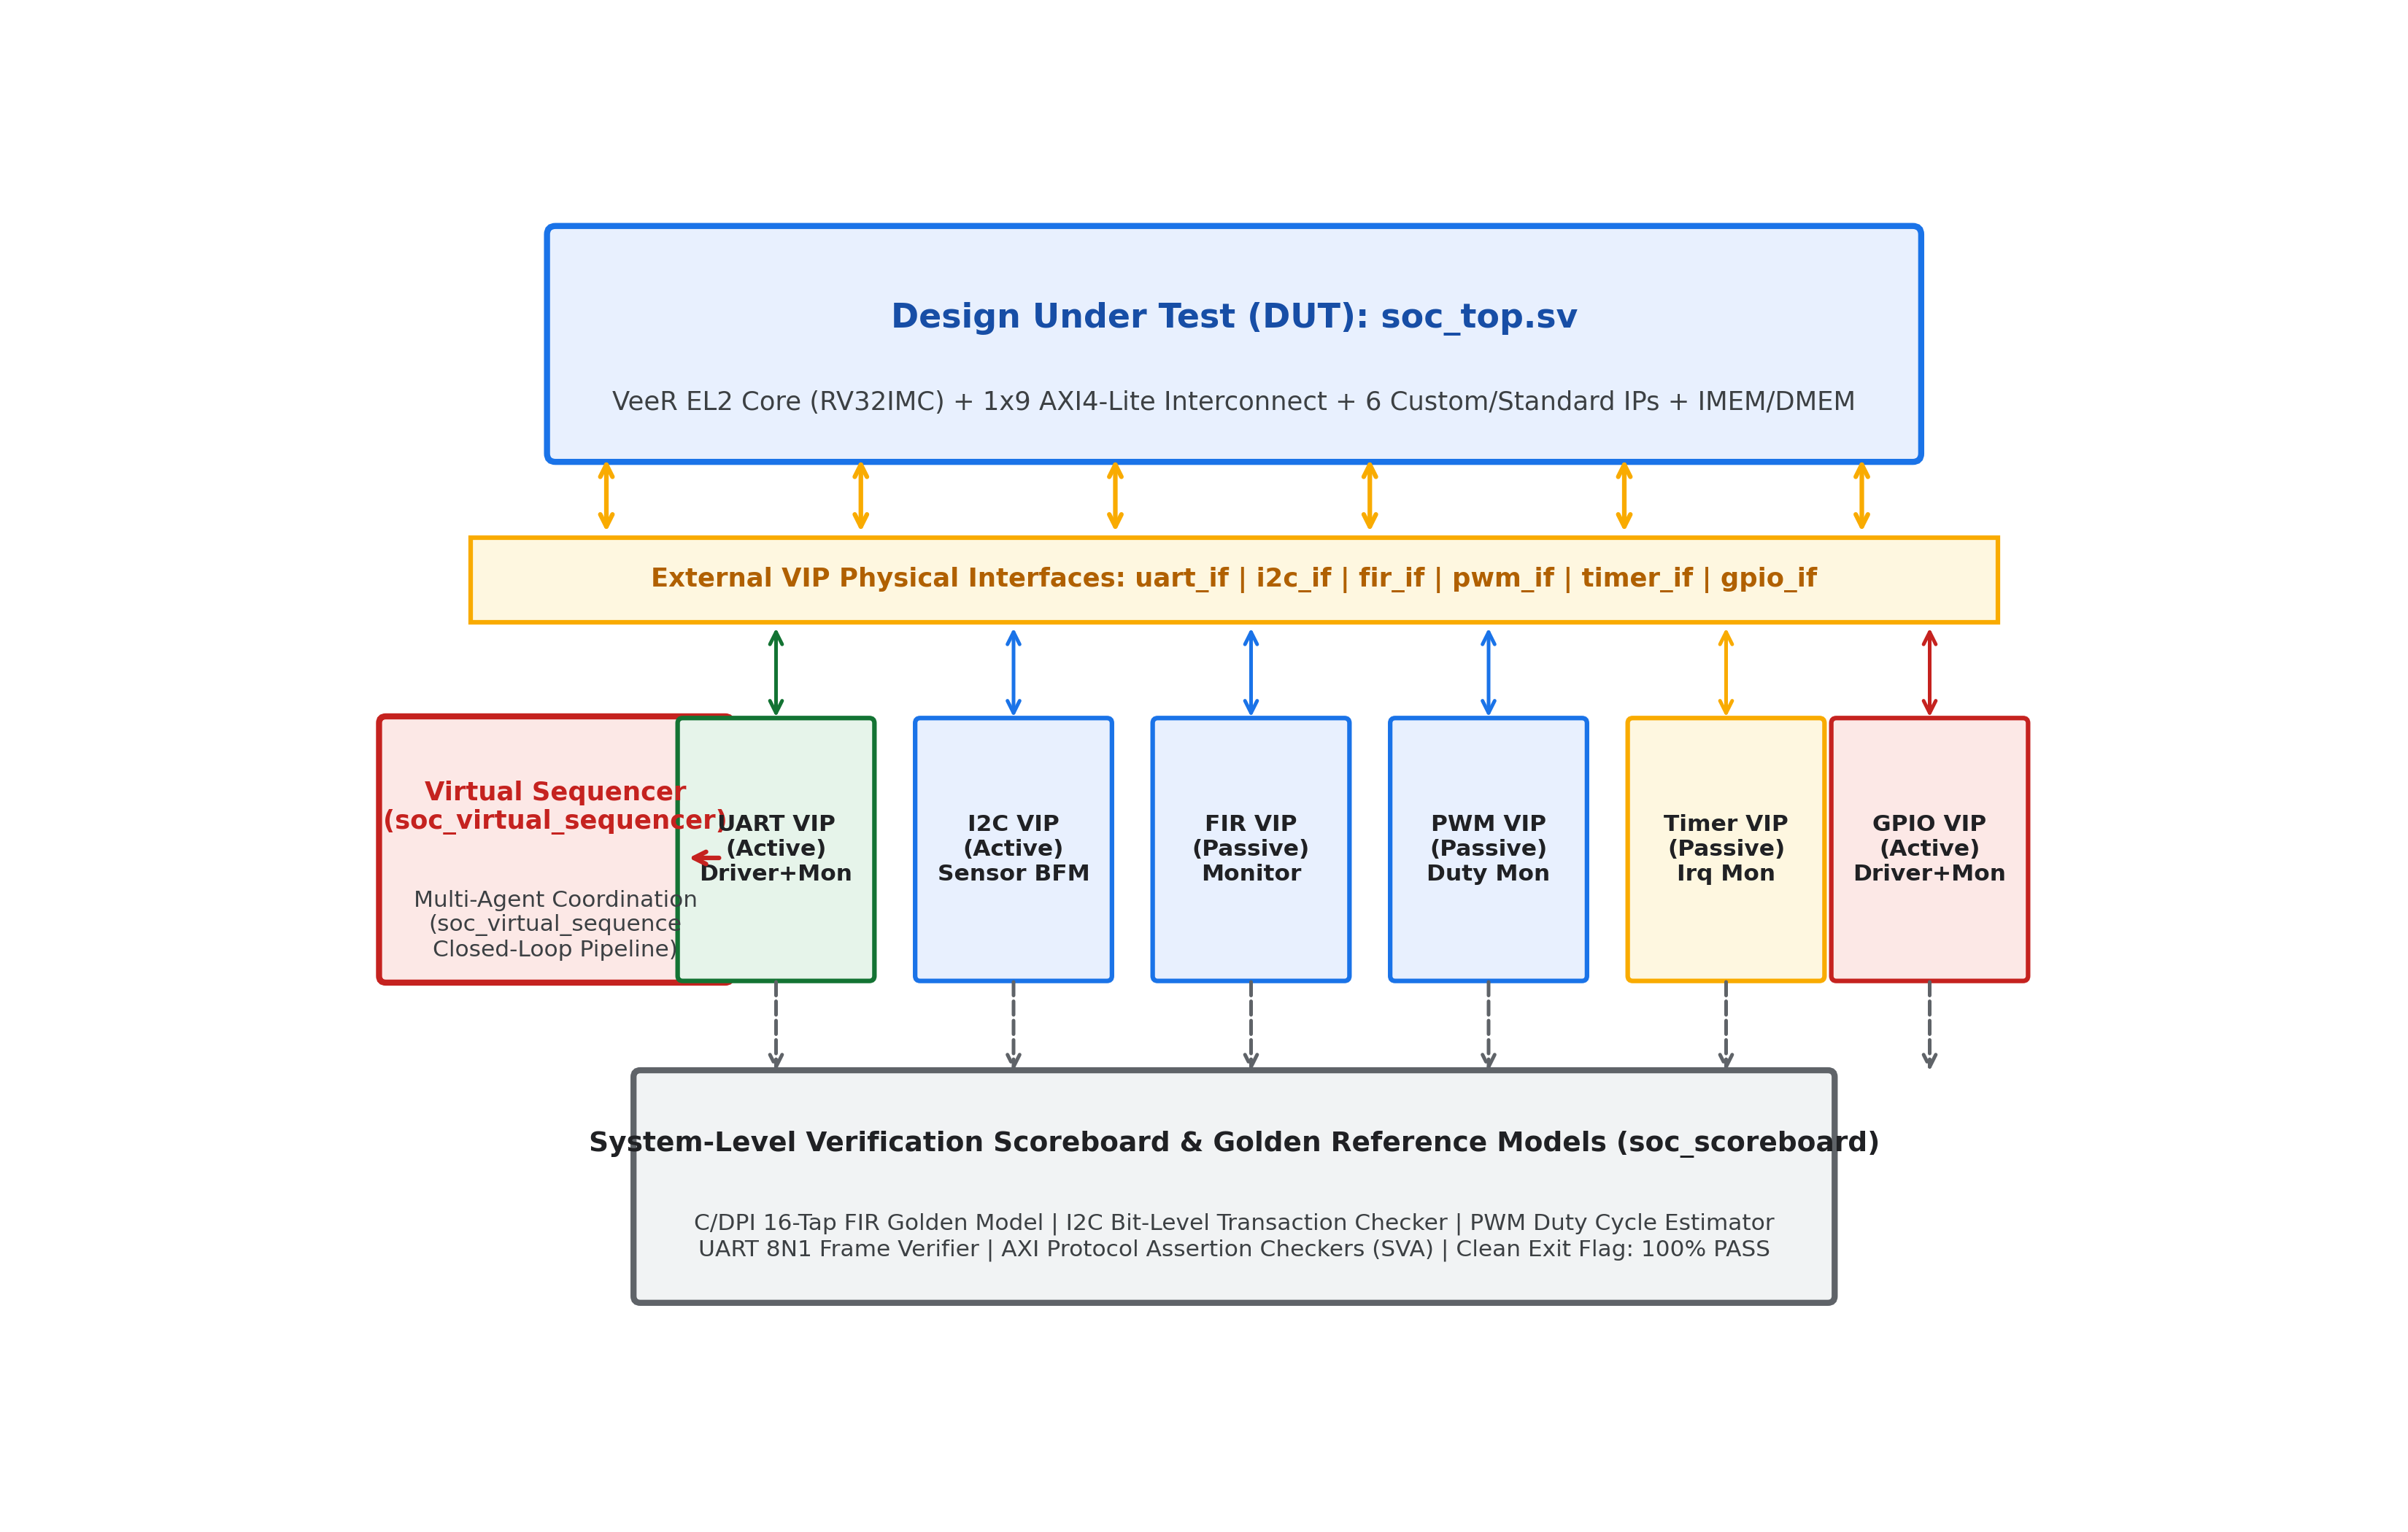 Design Under Test (DUT): soc_top.sv
VeeR EL2 Core (RV32IMC) + 1x9 AXI4-Lite Interconnect + 6 Custom/Standard IPs + IMEM/DMEM
External VIP Physical Interfaces: uart_if | i2c_if | fir_if | pwm_if | timer_if | gpio_if
Virtual Sequencer
(soc_virtual_sequencer)
Multi-Agent Coordination
(soc_virtual_sequence
Closed-Loop Pipeline)
UART VIP
(Active)
Driver+Mon
I2C VIP
(Active)
Sensor BFM
FIR VIP
(Passive)
Monitor
PWM VIP
(Passive)
Duty Mon
Timer VIP
(Passive)
Irq Mon
GPIO VIP
(Active)
Driver+Mon
System-Level Verification Scoreboard & Golden Reference Models (soc_scoreboard)
C/DPI 16-Tap FIR Golden Model | I2C Bit-Level Transaction Checker | PWM Duty Cycle Estimator
UART 8N1 Frame Verifier | AXI Protocol Assertion Checkers (SVA) | Clean Exit Flag: 100% PASS